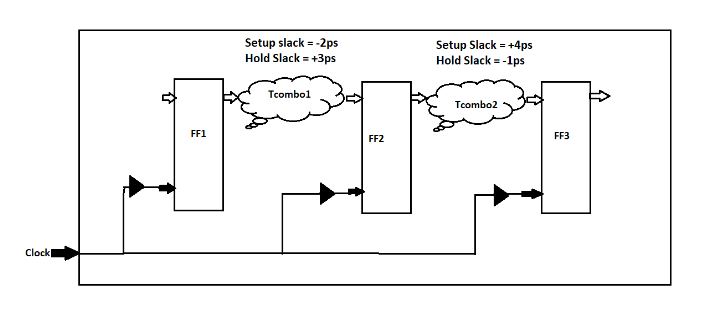 Setup slack = -2ps
Hold Slack = +3ps
Setup Slack = +4ps
Hold Slack = -1ps
Tcombo1
Tcombo2
FF1
FF2
FF3
Clock